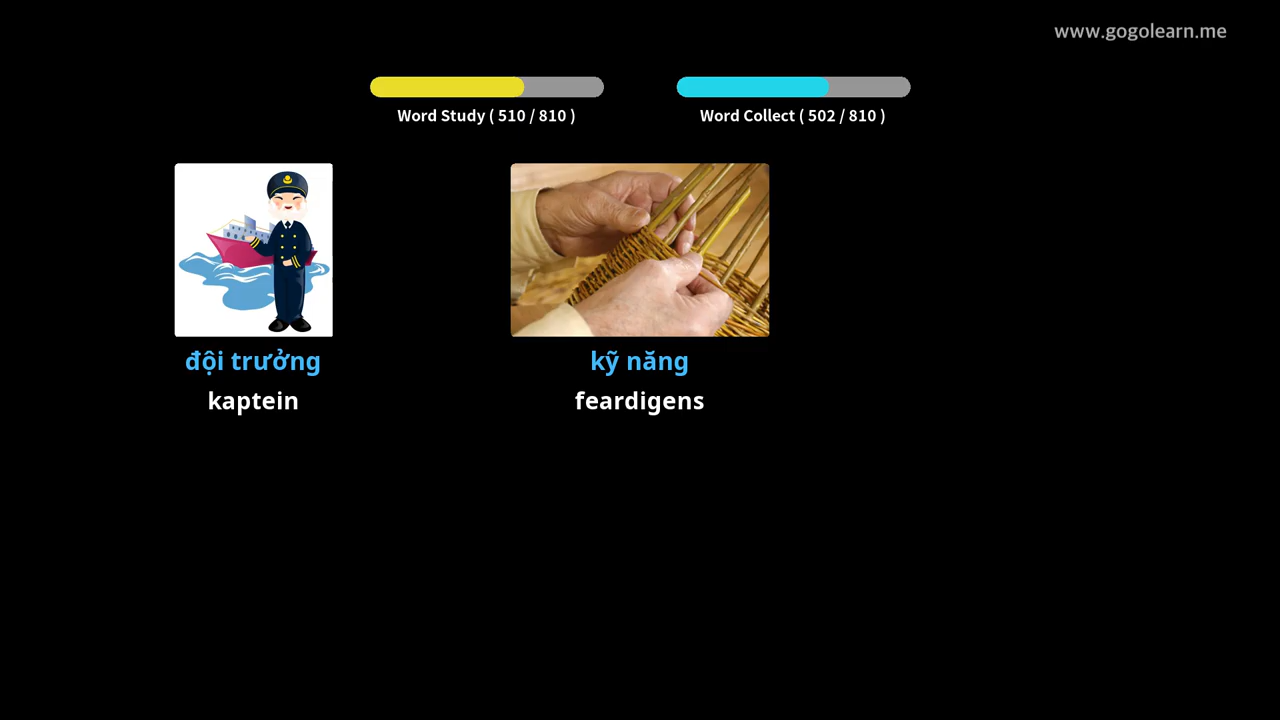 www.gogolearn.me
Word Study ( 510 / 810 )
Word Collect ( 502 / 810 )
đội trưởng
kaptein
kỹ năng
feardigens